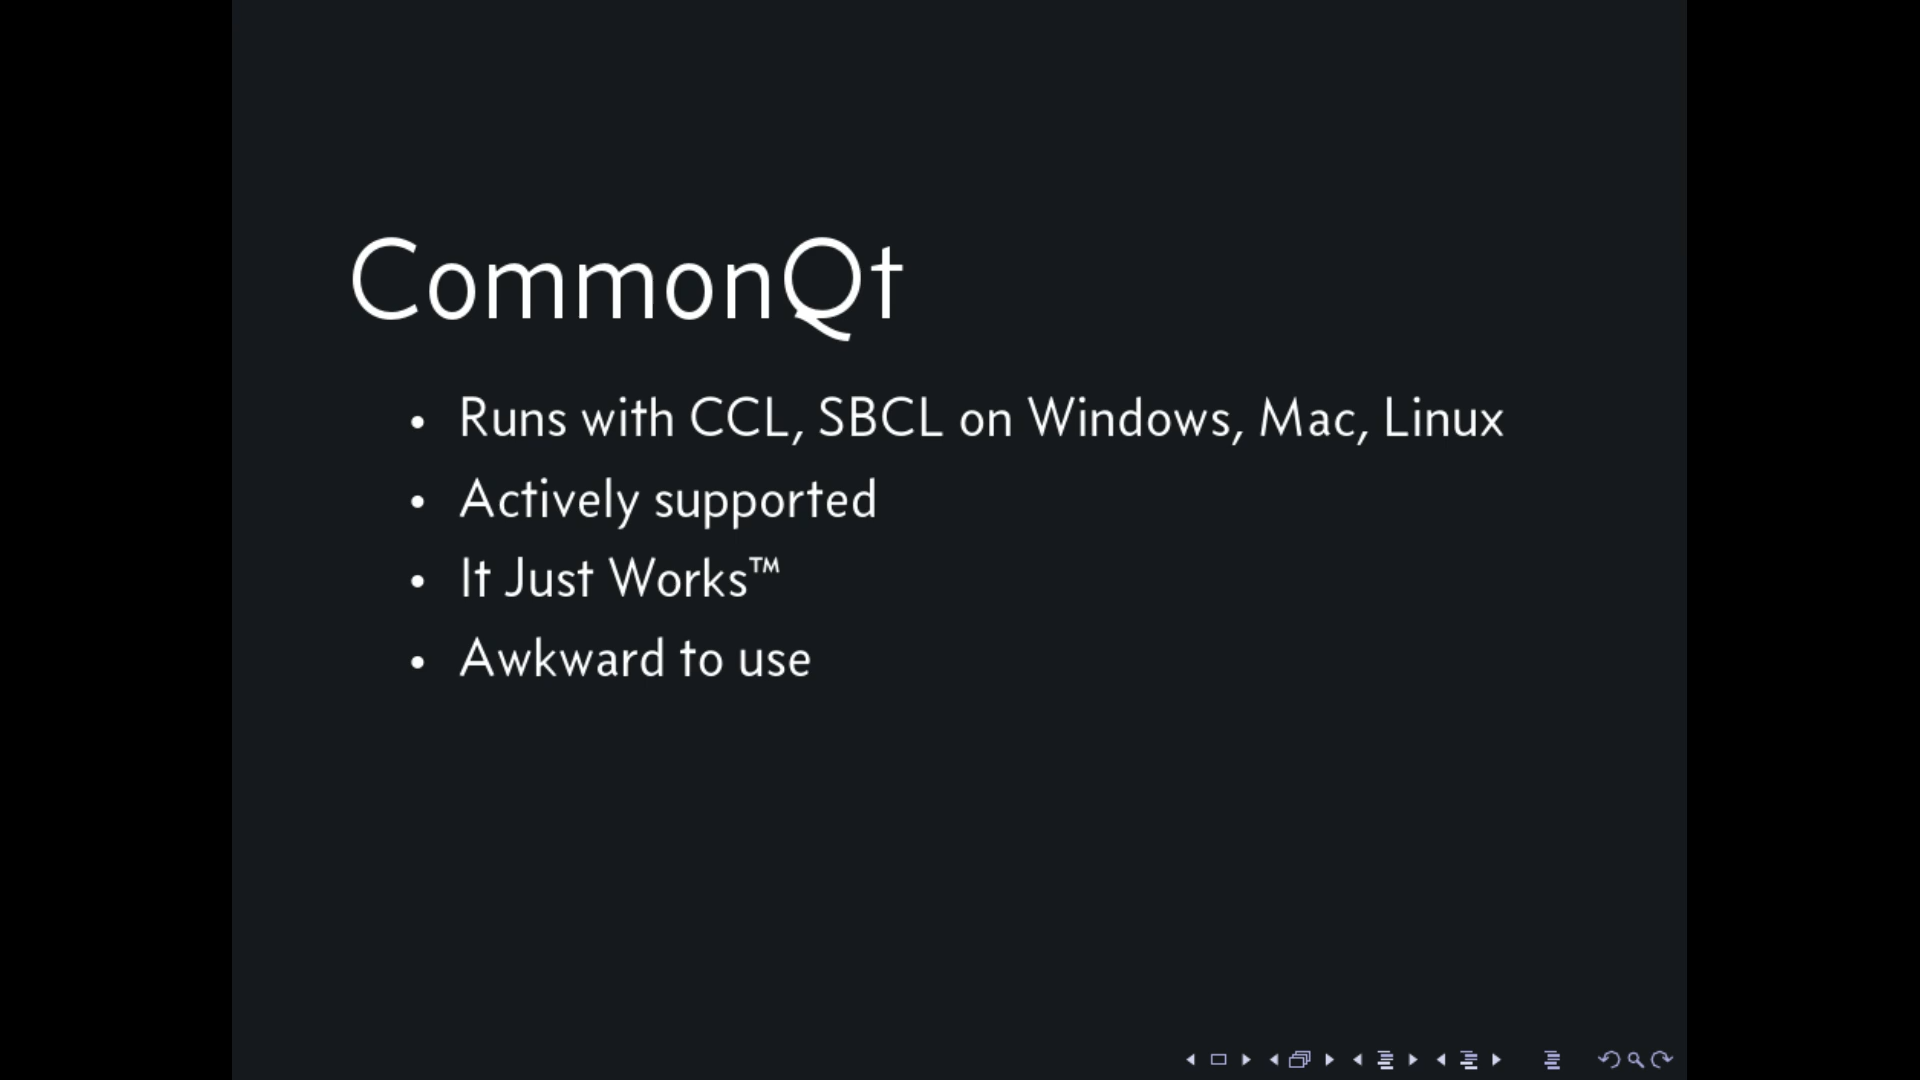 CommonQt
• Runs with CCL, SBCL on Windows, Mac, Linux
• Actively supported
• It Just Works™
• Awkward to use